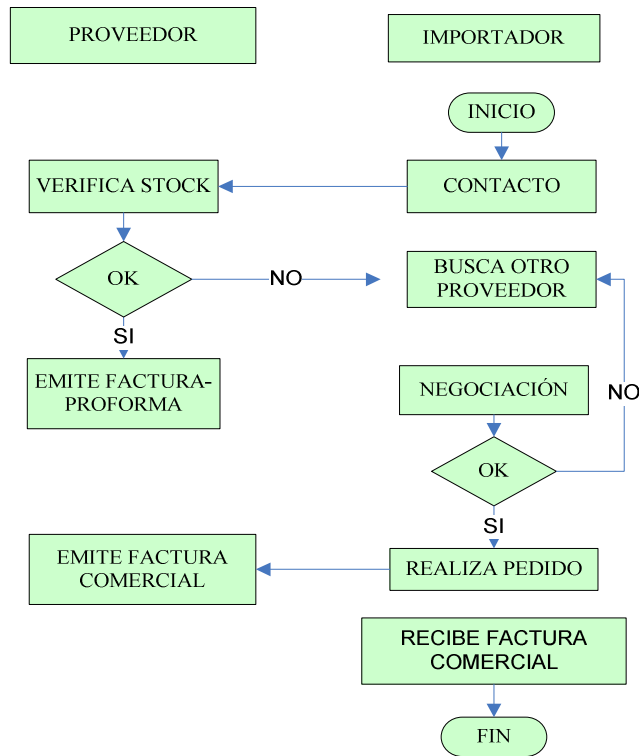 PROVEEDOR
IMPORTADOR
INICIO
VERIFICA STOCK
CONTACTO
OK
NO
BUSCA OTRO
PROVEEDOR
SI
EMITE FACTURA-
PROFORMA
NEGOCIACIÓN
NO
OK
SI
EMITE FACTURA
COMERCIAL
REALIZA PEDIDO
RECIBE FACTURA
COMERCIAL
FIN